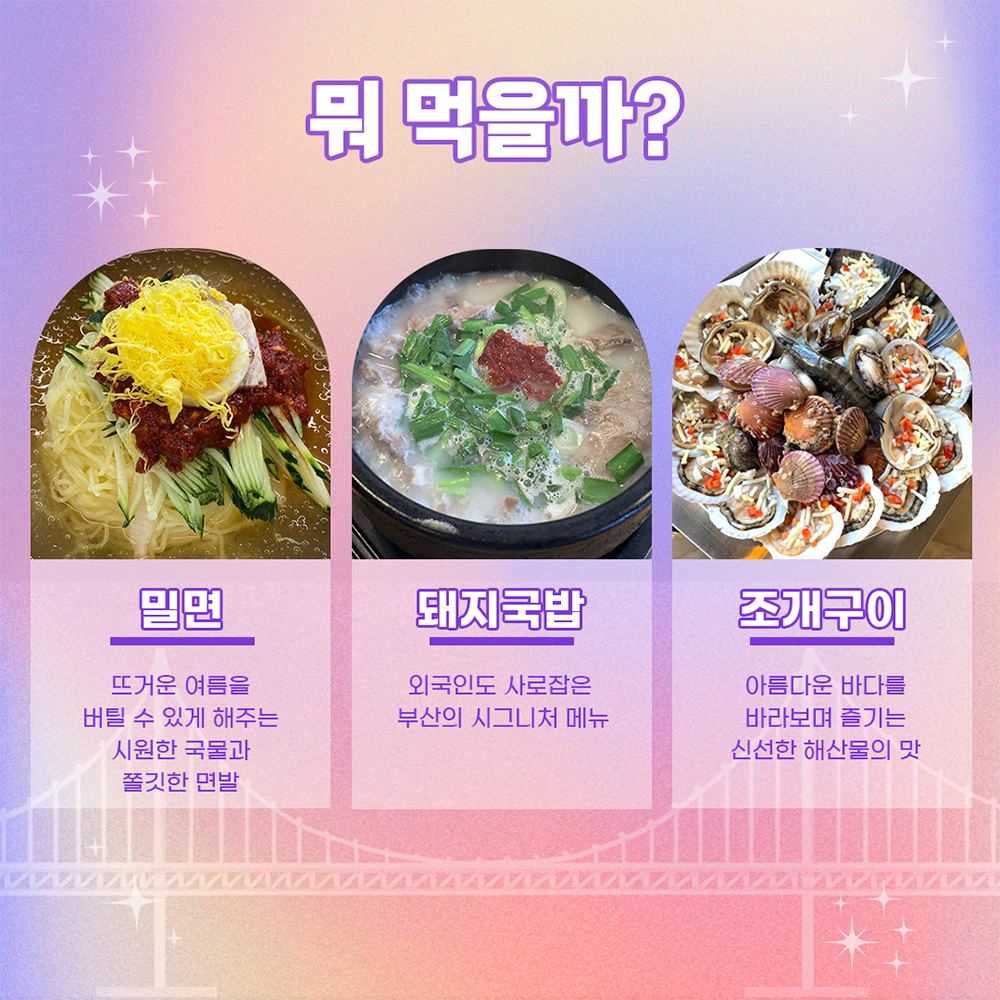 뭐 먹을까?
밀면
뜨거운 여름을
버틸 수 있게 해주는
시원한 국물과
쫄깃한 면발
돼지국밥
외국인도 사로잡은
부산의 시그니처 메뉴
조개구이
아름다운 바다를
바라보며 즐기는
신선한 해산물의 맛